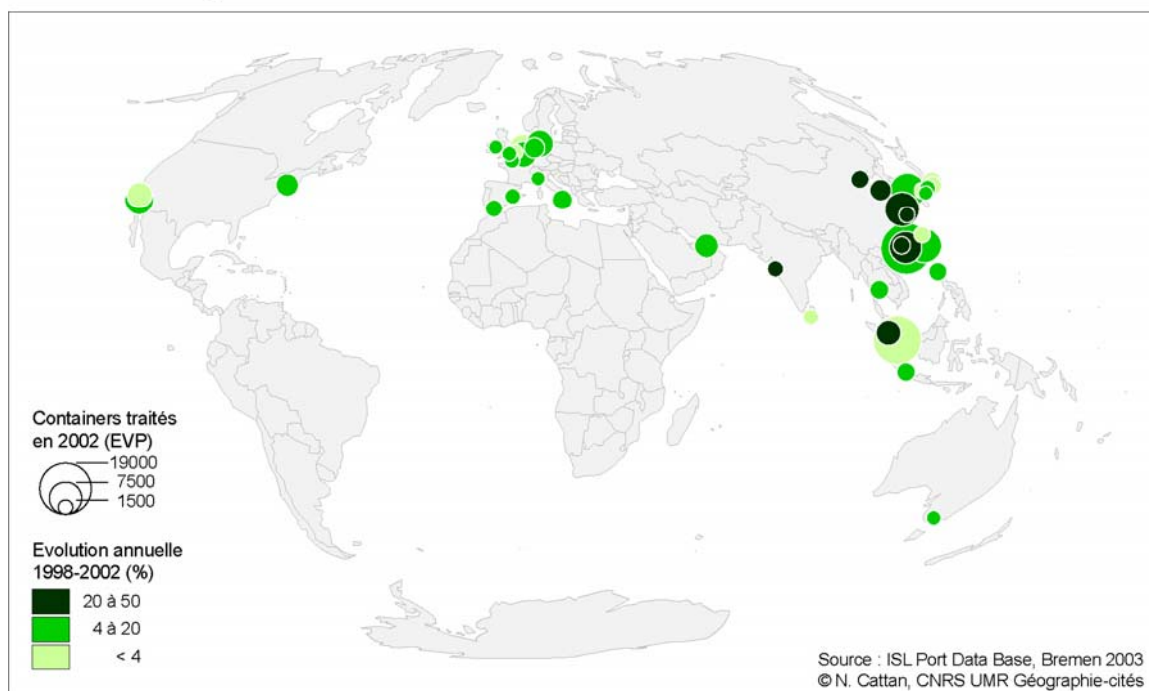 Containers traités
en 2002 (EVP)
19000
7500
1500
Evolution annuelle
1998-2002 (%)
20 à 50
4 à 20
< 4
Source : ISL Port Data Base, Bremen 2003
© N. Cattan, CNRS UMR Géographie-cités